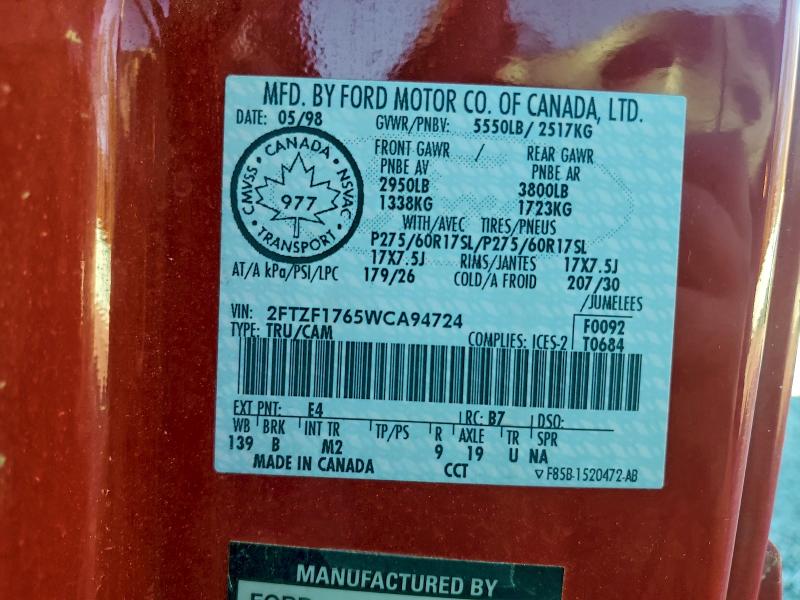 MFD. BY FORD MOTOR CO. OF CANADA, LTD.
DATE: 05/98 GVWR/PNBV: 5550LB/ 2517KG
FRONT GAWR / REAR GAWR
PNBE AV PNBE AR
2950LB 3800LB
1338KG 1723KG
CANADA
CMVSS · NSVAC
977
TRANSPORT
WITH/AVEC TIRES/PNEUS
P275/60R17SL/P275/60R17SL
17X7.5J RIMS/JANTES 17X7.5J
AT/A kPa/PSI/LPC 179/26 COLD/A FROID 207/30
/JUMELEES
VIN: 2FTZF1765WCA94724 F0092
TYPE: TRU/CAM COMPLIES: ICES-2 T0684
EXT PNT: E4 RC: B7 DSO:
WB BRK INT TR TP/PS R AXLE TR SPR
139 B M2 9 19 U NA
MADE IN CANADA CCT ▽ F85B-1520472-AB
MANUFACTURED BY